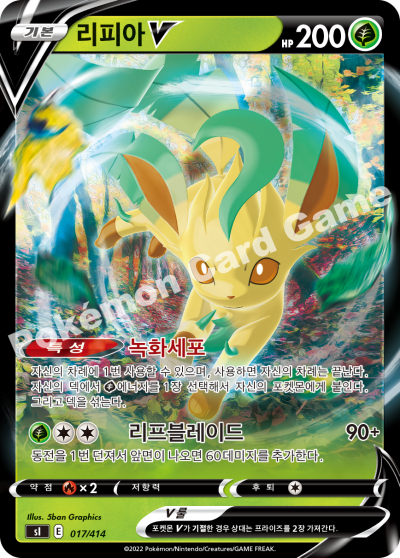 기본 리피아 V HP 200
Pokémon Card Game
특성 녹화세포
자신의 차례에 1번 사용할 수 있으며, 사용하면 자신의 차례는 끝난다.
자신의 덱에서 에너지를 1장 선택해서 자신의 포켓몬에게 붙인다.
그리고 덱을 섞는다.
리프블레이드 90+
동전을 1번 던져서 앞면이 나오면 60데미지를 추가한다.
약점 ×2 저항력 후퇴
Illus. 5ban Graphics
V 룰
sI E 017/414
포켓몬 V가 기절한 경우 상대는 프라이즈를 2장 가져간다.
©2022 Pokémon/Nintendo/Creatures/GAME FREAK.